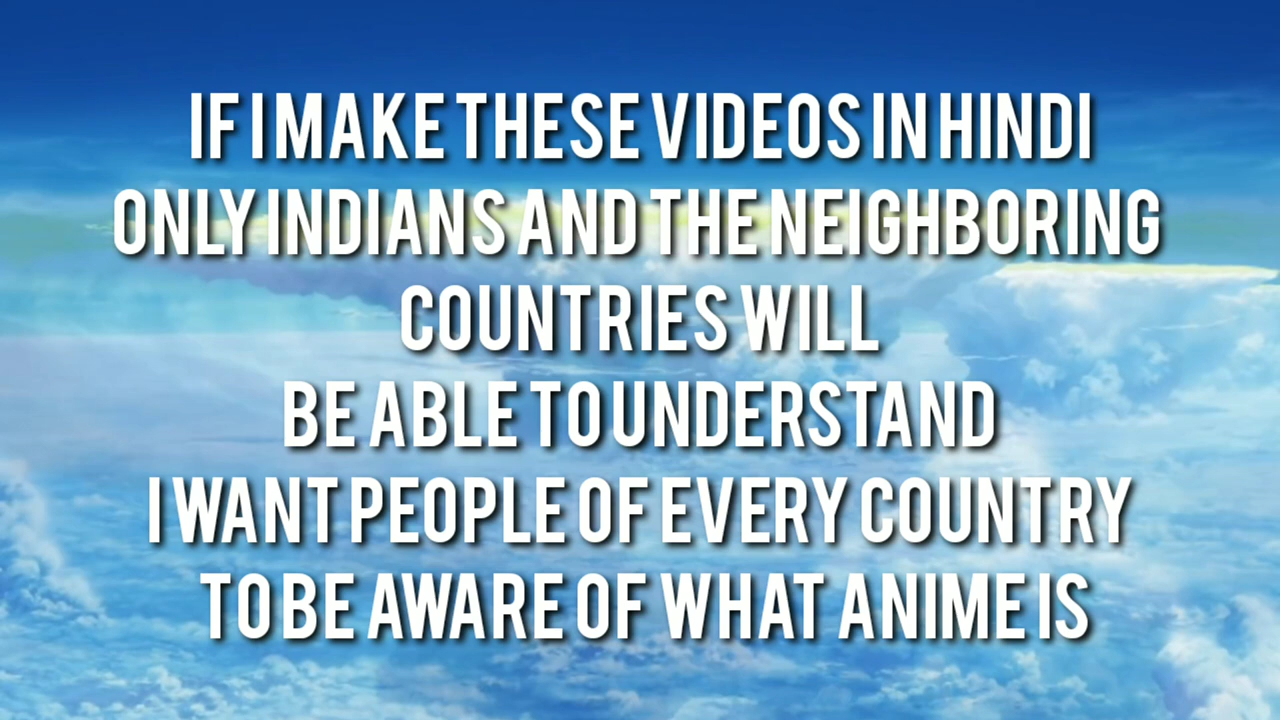 IF I MAKE THESE VIDEOS IN HINDI
ONLY INDIANS AND THE NEIGHBORING
COUNTRIES WILL
BE ABLE TO UNDERSTAND
I WANT PEOPLE OF EVERY COUNTRY
TO BE AWARE OF WHAT ANIME IS